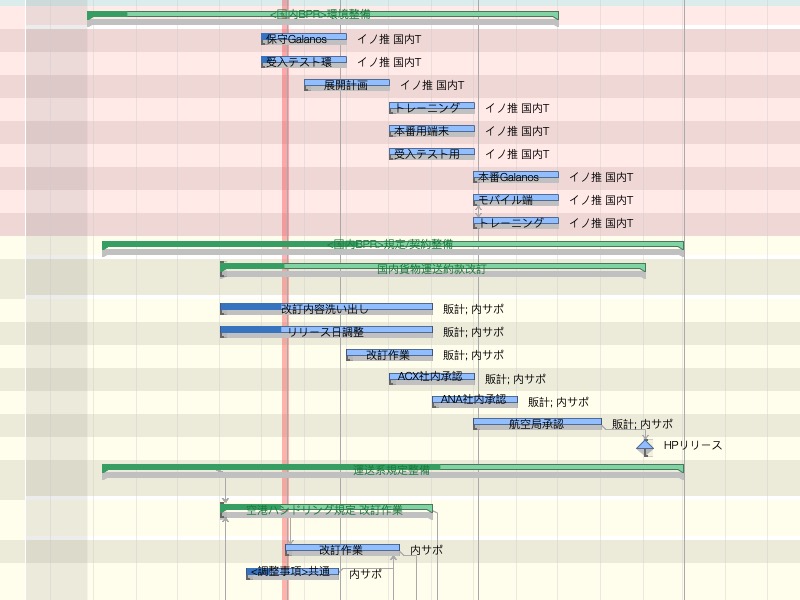 <国内BPR>環境整備
保守Galanos イノ推 国内T
受入テスト環 イノ推 国内T
展開計画 イノ推 国内T
トレーニング イノ推 国内T
本番用端末 イノ推 国内T
受入テスト用 イノ推 国内T
本番Galanos イノ推 国内T
モバイル端 イノ推 国内T
トレーニング イノ推 国内T
<国内BPR>規定/契約整備
国内貨物運送約款改訂
改訂内容洗い出し 販計; 内サポ
リリース日調整 販計; 内サポ
改訂作業 販計; 内サポ
ACX社内承認 販計; 内サポ
ANA社内承認 販計; 内サポ
航空局承認 販計; 内サポ
HPリリース
運送系規定整備
空港ハンドリング規定 改訂作業
改訂作業 内サポ
<調整事項>共通 内サポ